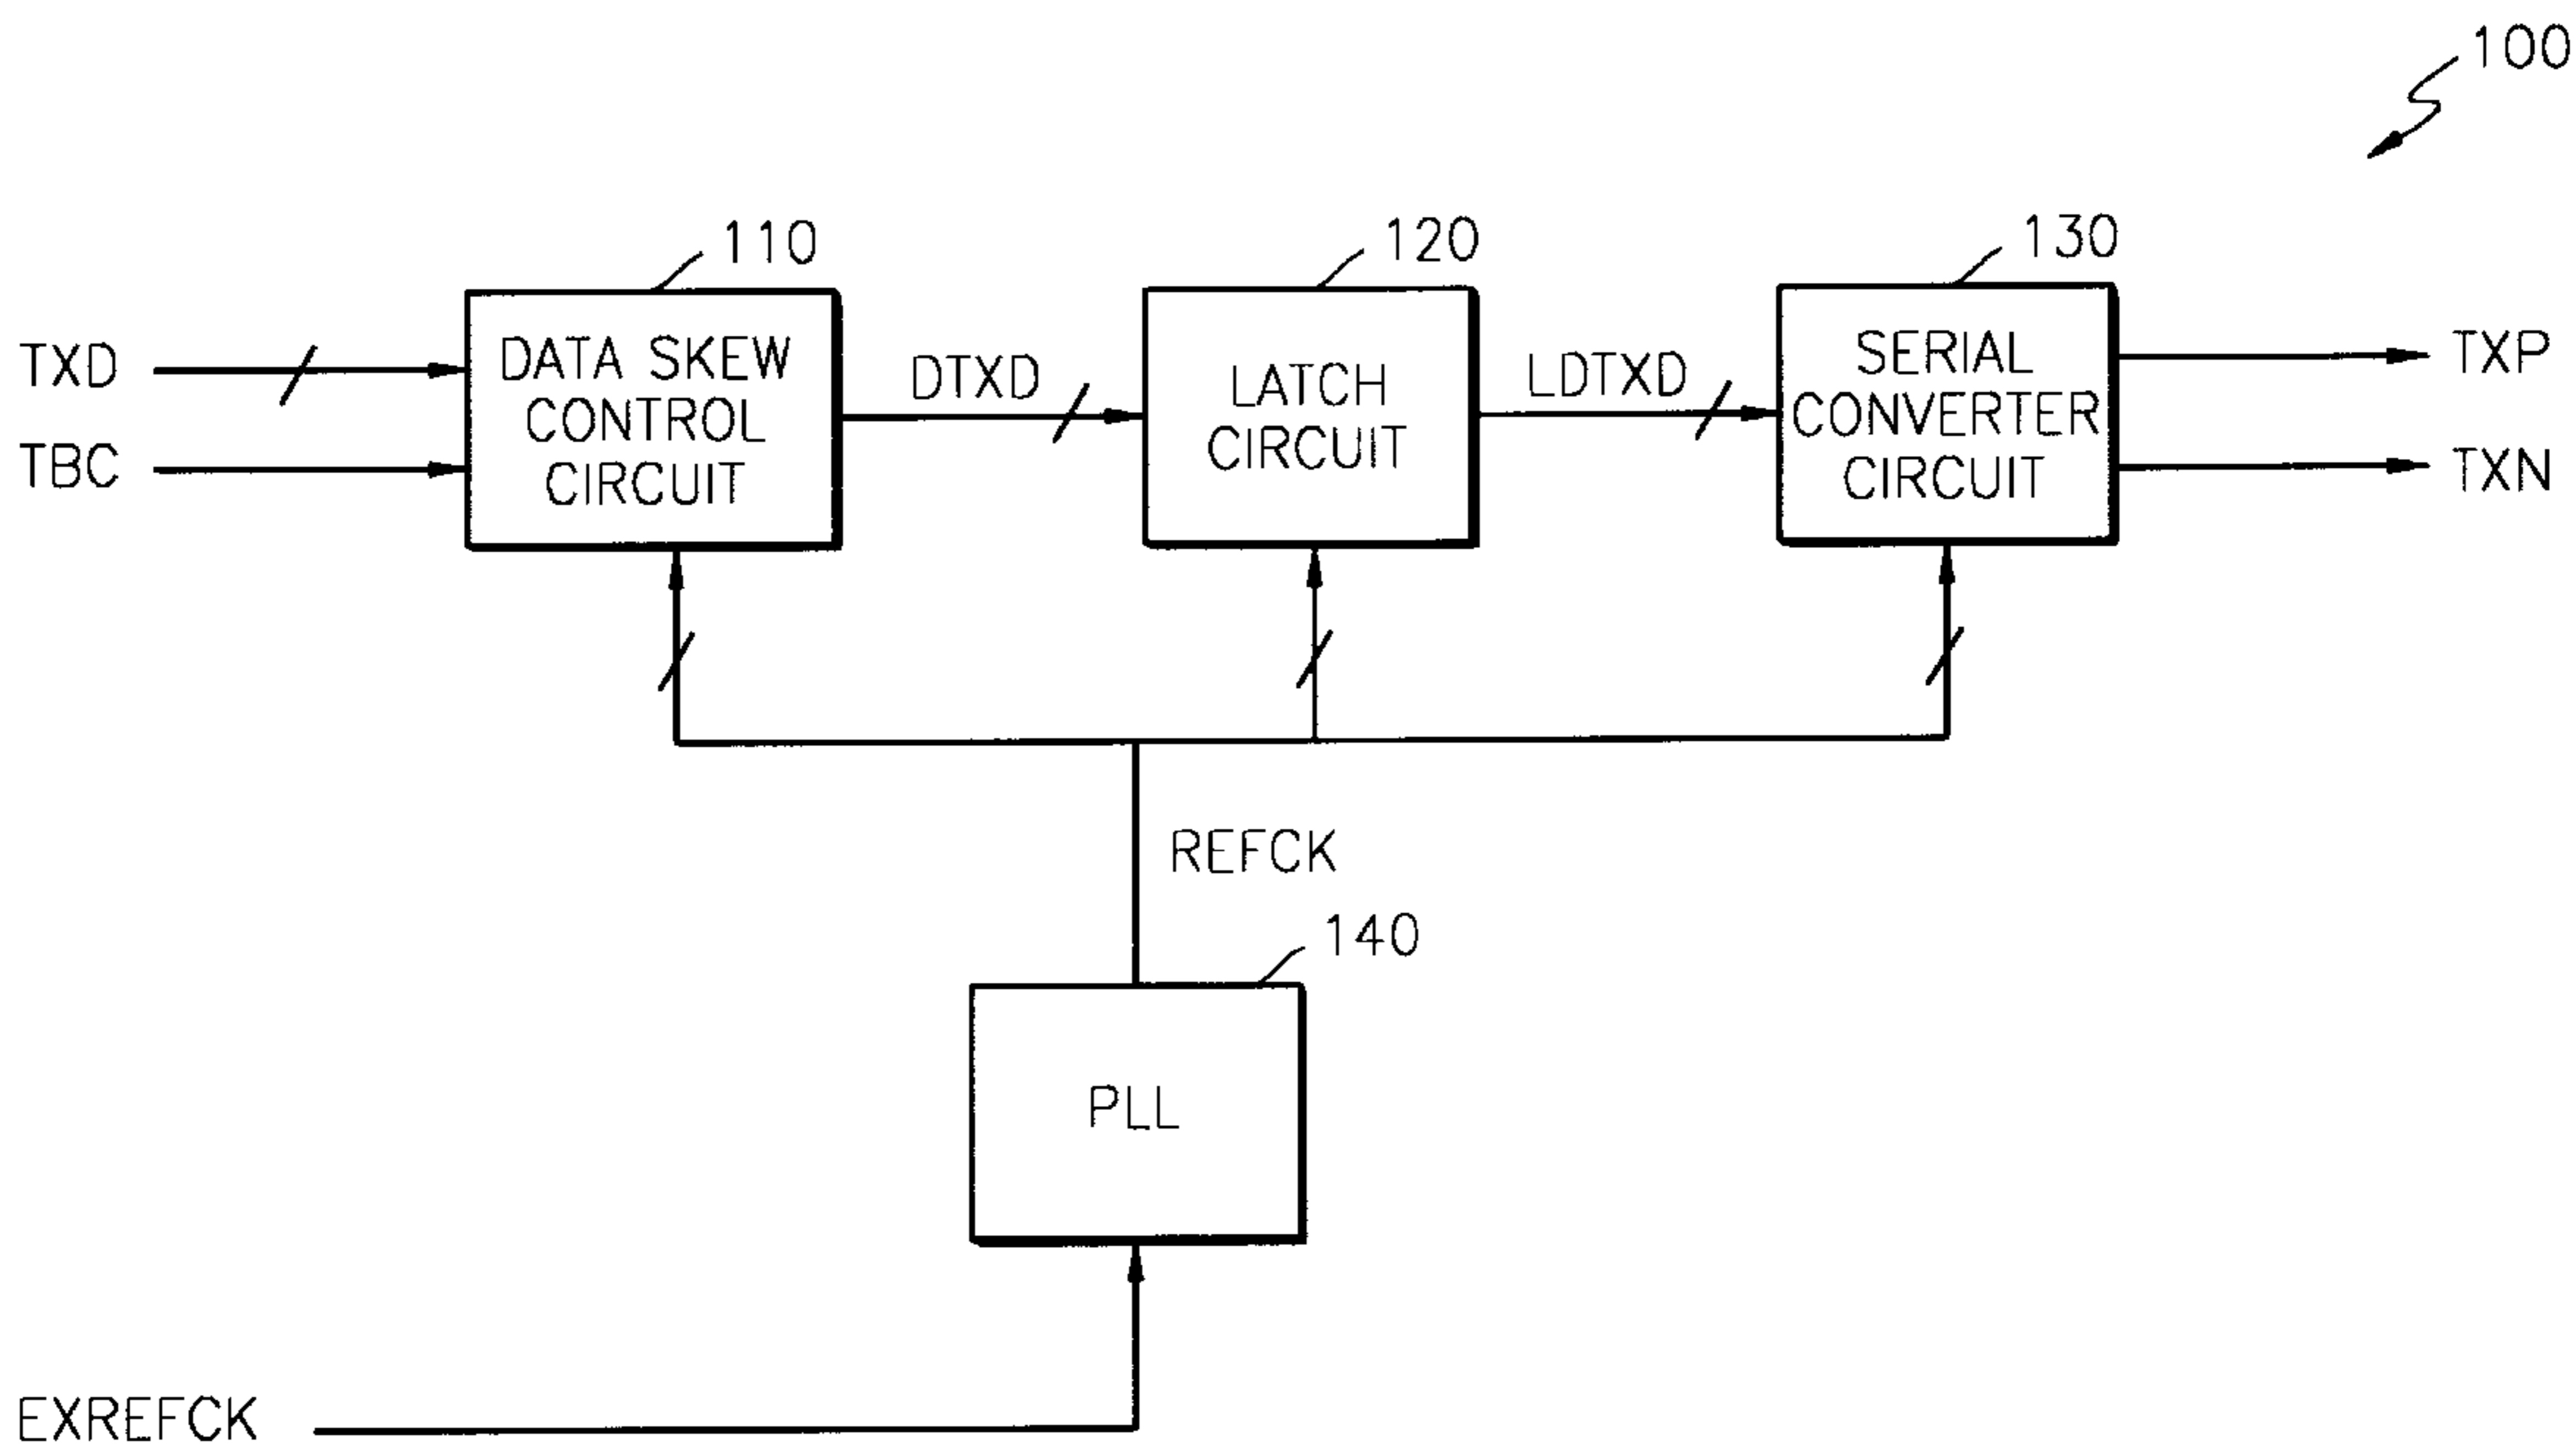 100
110
120
130
TXD
TBC
DATA SKEW
CONTROL
CIRCUIT
DTXD
LATCH
CIRCUIT
LDTXD
SERIAL
CONVERTER
CIRCUIT
TXP
TXN
REFCK
140
PLL
EXREFCK